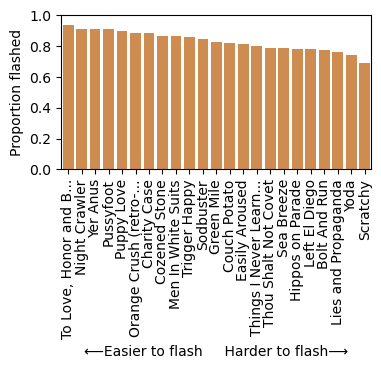 Proportion flashed
1.0
0.8
0.6
0.4
0.2
0.0
To Love, Honor and B...
Night Crawler
Yer Anus
Pussyfoot
Puppy Love
Orange Crush (retro-...
Charity Case
Cozened Stone
Men In White Suits
Trigger Happy
Sodbuster
Green Mile
Couch Potato
Easily Aroused
Things I Never Learn...
Thou Shalt Not Covet
Sea Breeze
Hippos on Parade
Left El Diego
Bolt And Run
Lies and Propaganda
Yoda
Scratchy
⟵Easier to flash Harder to flash⟶